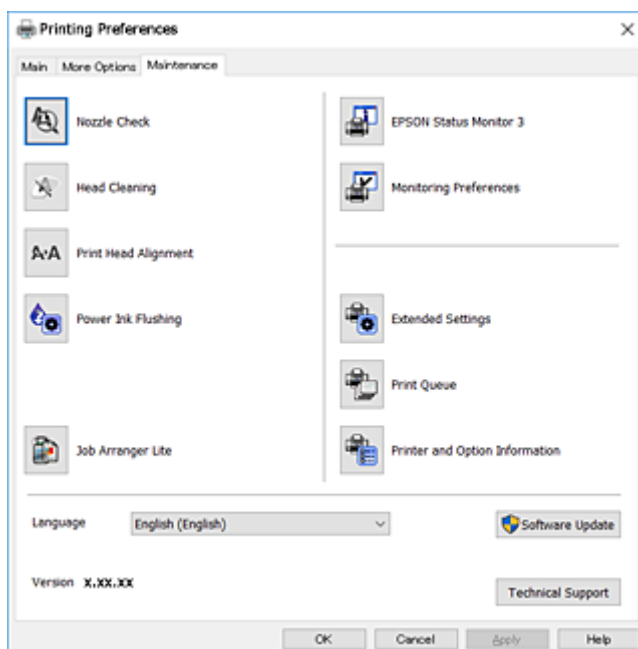 Printing Preferences
Main More Options Maintenance
Nozzle Check
Head Cleaning
A·A Print Head Alignment
Power Ink Flushing
Job Arranger Lite
EPSON Status Monitor 3
Monitoring Preferences
Extended Settings
Print Queue
Printer and Option Information
Language English (English) Software Update
Version X.XX.XX
Technical Support
OK Cancel Apply Help